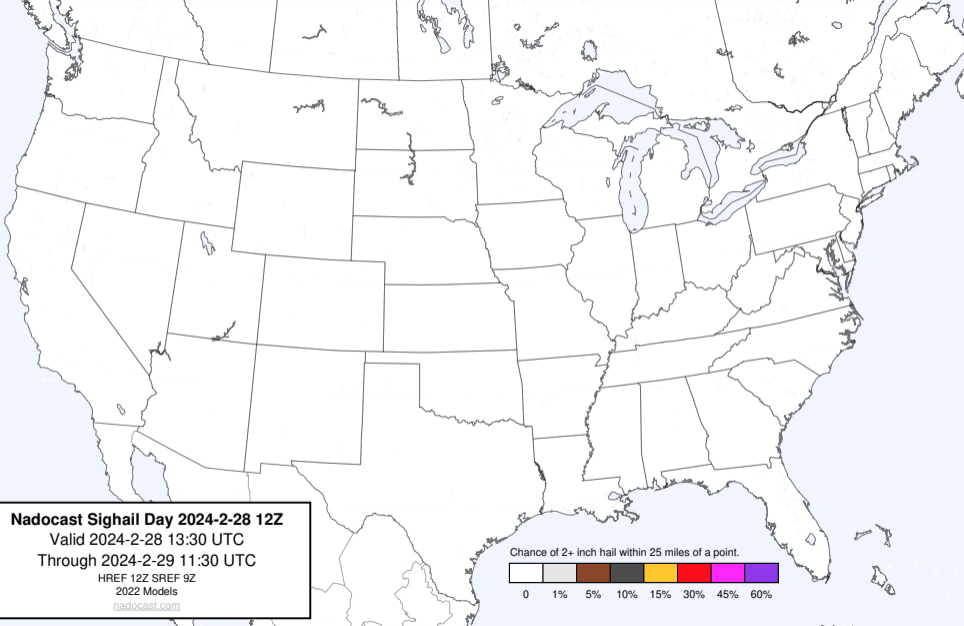 Nadocast Sighail Day 2024-2-28 12Z
Valid 2024-2-28 13:30 UTC
Through 2024-2-29 11:30 UTC
HREF 12Z SREF 9Z
2022 Models
nadocast.com
Chance of 2+ inch hail within 25 miles of a point.
0 1% 5% 10% 15% 30% 45% 60%